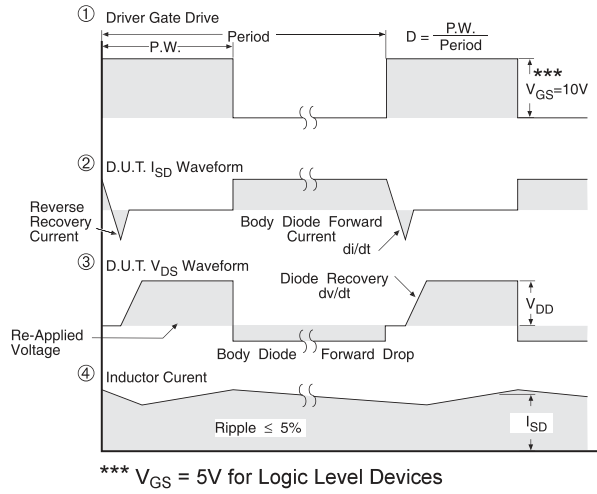 ① Driver Gate Drive
P.W.
Period
D = P.W.
Period
***
VGS=10V
② D.U.T. ISD Waveform
Reverse
Recovery
Current
Body Diode Forward
Current
di/dt
③ D.U.T. VDS Waveform
Diode Recovery
dv/dt
VDD
Re-Applied
Voltage
Body Diode Forward Drop
④ Inductor Curent
Ripple ≤ 5%
ISD
*** VGS = 5V for Logic Level Devices